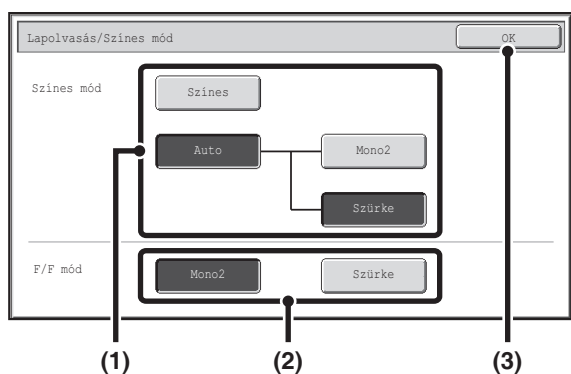 Lapolvasás/Színes mód OK
Színes mód Színes
Auto Mono2
Szürke
F/F mód Mono2 Szürke
(1)
(2) (3)